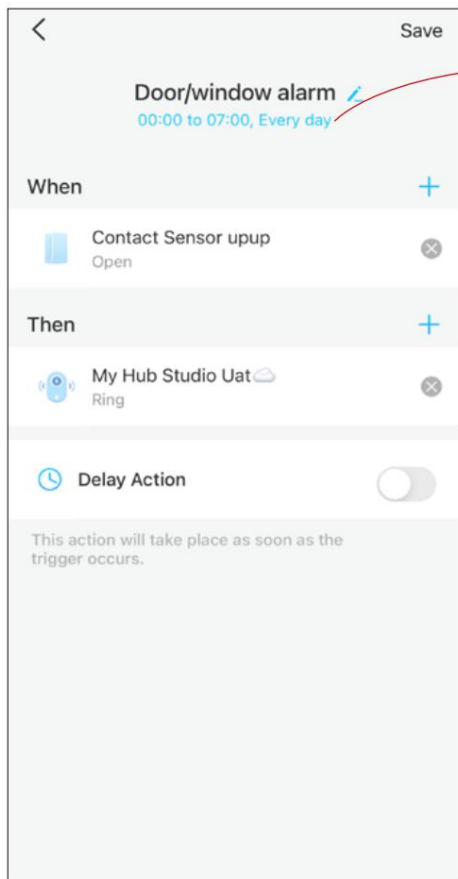 Save
Door/window alarm
00:00 to 07:00, Every day
When
Contact Sensor upup
Open
Then
My Hub Studio Uat☁️
Ring
Delay Action
This action will take place as soon as the
trigger occurs.